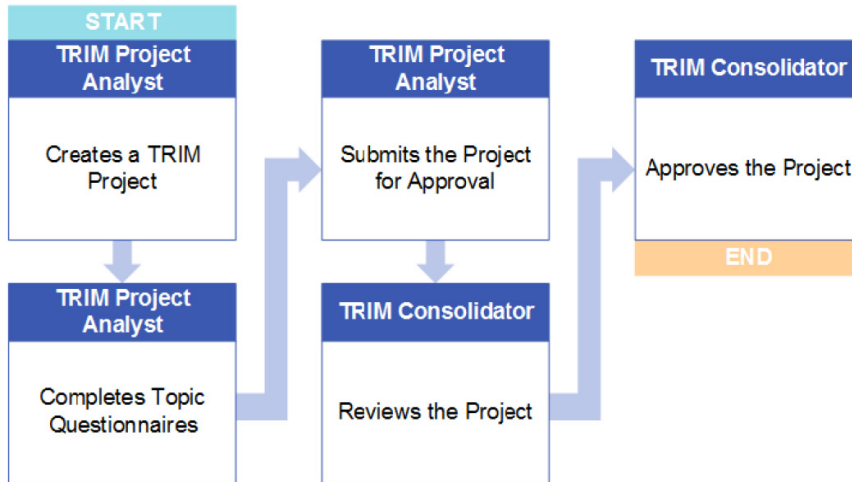 START
TRIM Project
Analyst
Creates a TRIM
Project
TRIM Project
Analyst
Completes Topic
Questionnaires
TRIM Project
Analyst
Submits the Project
for Approval
TRIM Consolidator
Reviews the Project
TRIM Consolidator
Approves the Project
END